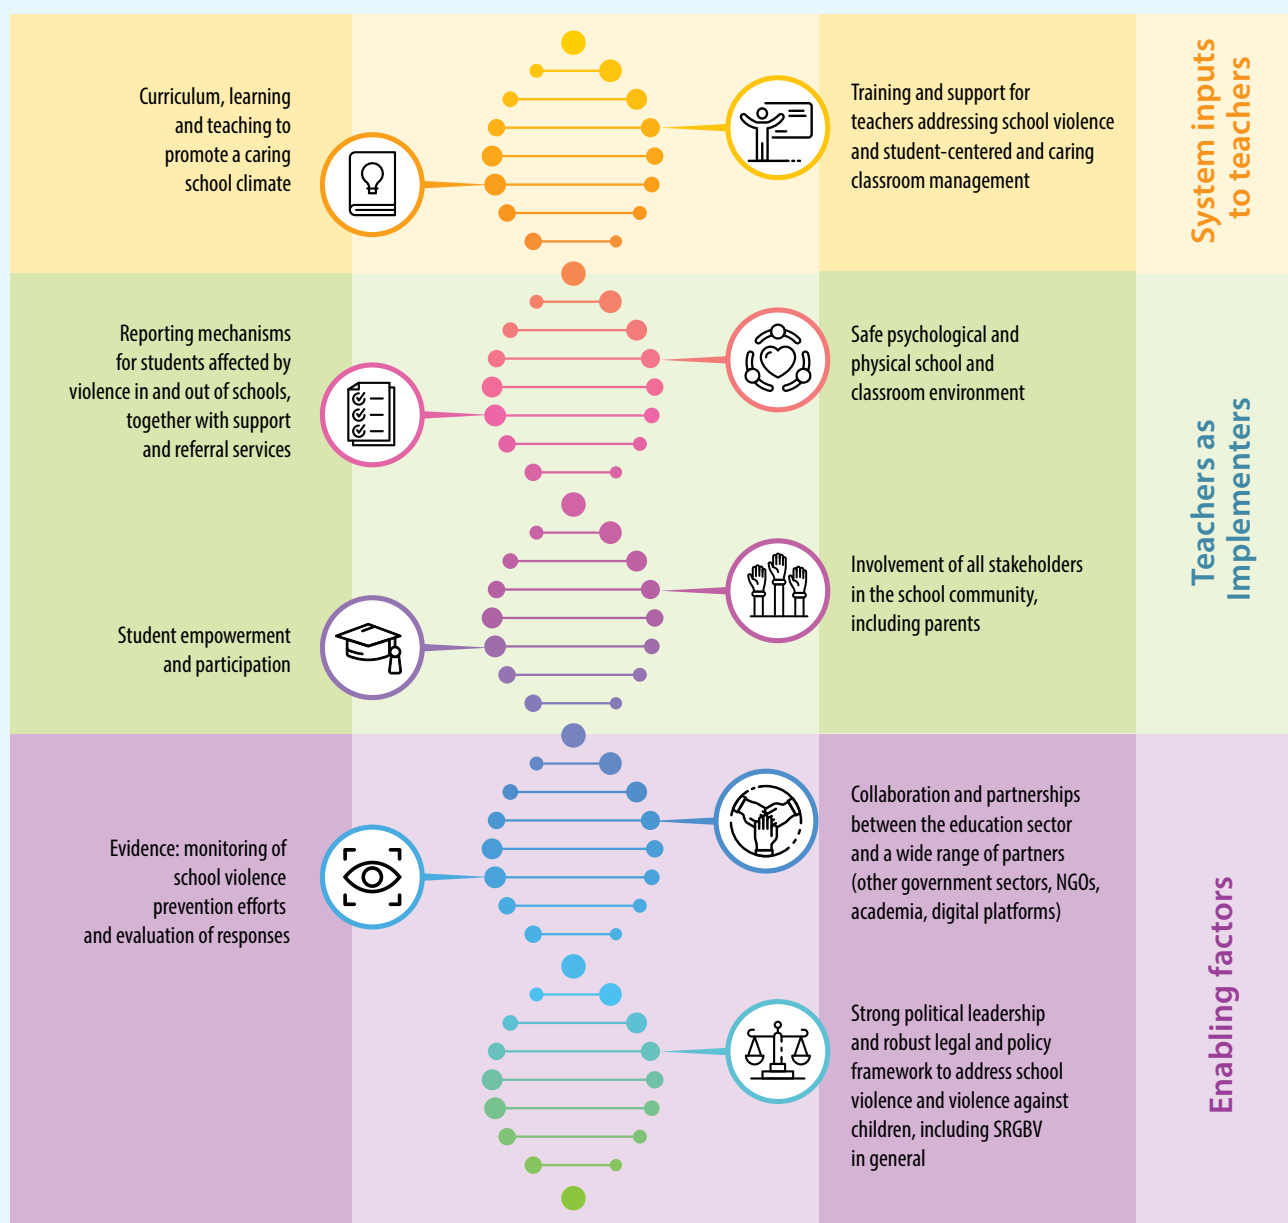 Curriculum, learning
and teaching to
promote a caring
school climate
Training and support for
teachers addressing school violence
and student-centered and caring
classroom management
System inputs
to teachers
Reporting mechanisms
for students affected by
violence in and out of schools,
together with support
and referral services
Safe psychological and
physical school and
classroom environment
Student empowerment
and participation
Involvement of all stakeholders
in the school community,
including parents
Teachers as
Implementers
Evidence: monitoring of
school violence
prevention efforts
and evaluation of responses
Collaboration and partnerships
between the education sector
and a wide range of partners
(other government sectors, NGOs,
academia, digital platforms)
Strong political leadership
and robust legal and policy
framework to address school
violence and violence against
children, including SRGBV
in general
Enabling factors